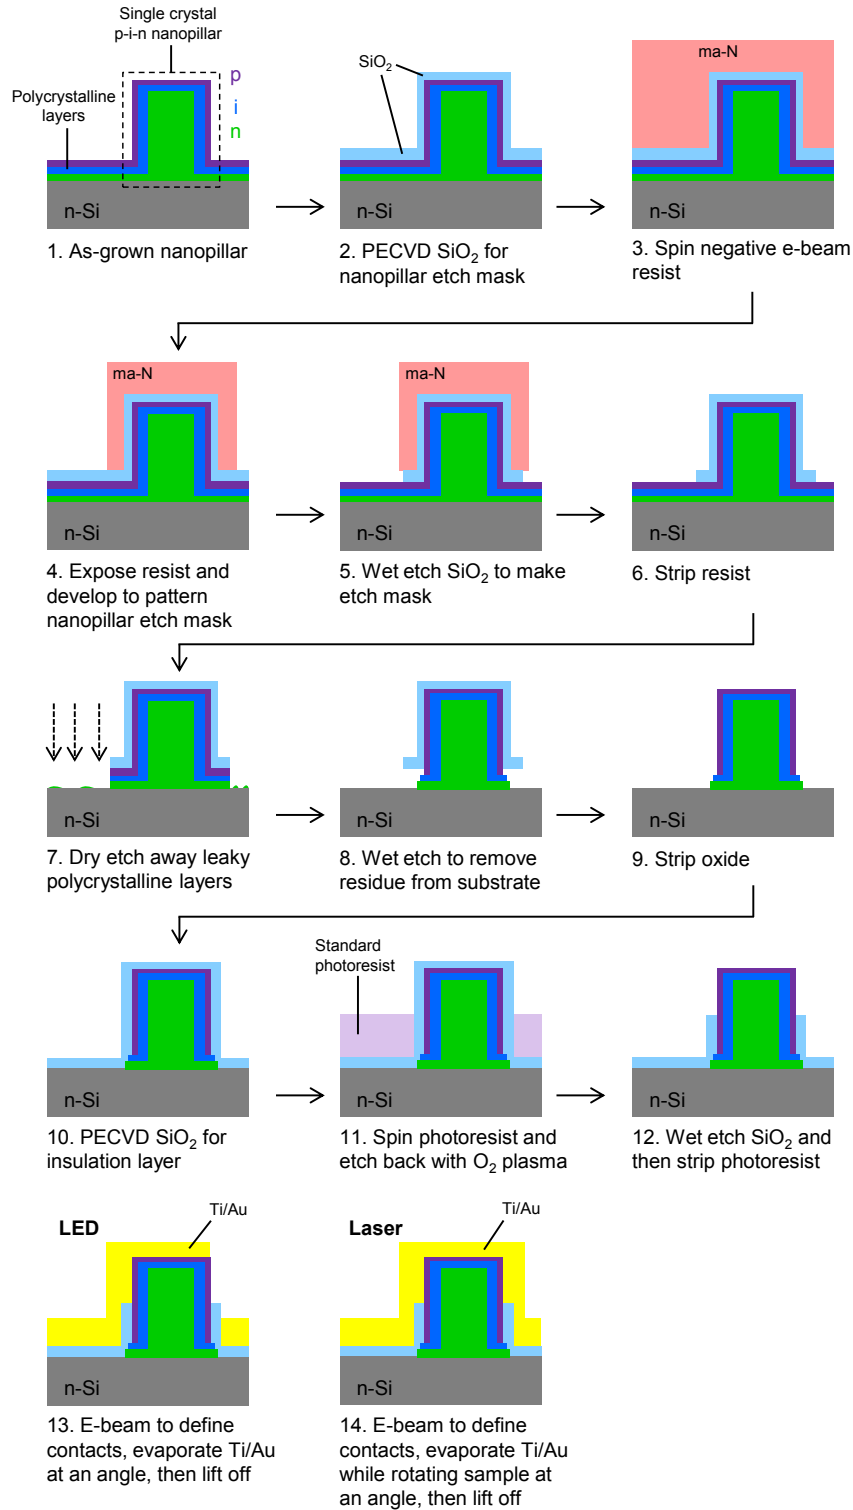 Single crystal
p-i-n nanopillar
p
i
n
Polycrystalline
layers
n-Si
1. As-grown nanopillar
SiO₂
n-Si
2. PECVD SiO₂ for
nanopillar etch mask
ma-N
n-Si
3. Spin negative e-beam
resist
ma-N
n-Si
4. Expose resist and
develop to pattern
nanopillar etch mask
ma-N
n-Si
5. Wet etch SiO₂ to make
etch mask
n-Si
6. Strip resist
n-Si
7. Dry etch away leaky
polycrystalline layers
n-Si
8. Wet etch to remove
residue from substrate
n-Si
9. Strip oxide
n-Si
10. PECVD SiO₂ for
insulation layer
Standard
photoresist
n-Si
11. Spin photoresist and
etch back with O₂ plasma
n-Si
12. Wet etch SiO₂ and
then strip photoresist
LED
Ti/Au
n-Si
13. E-beam to define
contacts, evaporate Ti/Au
at an angle, then lift off
Laser
Ti/Au
n-Si
14. E-beam to define
contacts, evaporate Ti/Au
while rotating sample at
an angle, then lift off